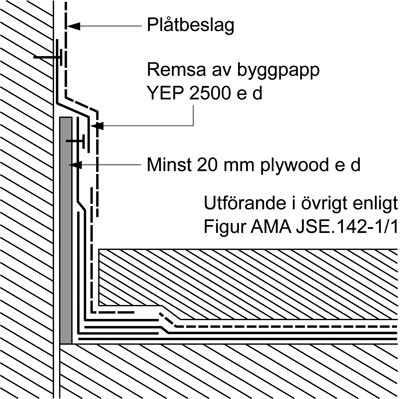 Plåtbeslag
Remsa av byggpapp
YEP 2500 e d
Minst 20 mm plywood e d
Utförande i övrigt enligt
Figur AMA JSE.142-1/1